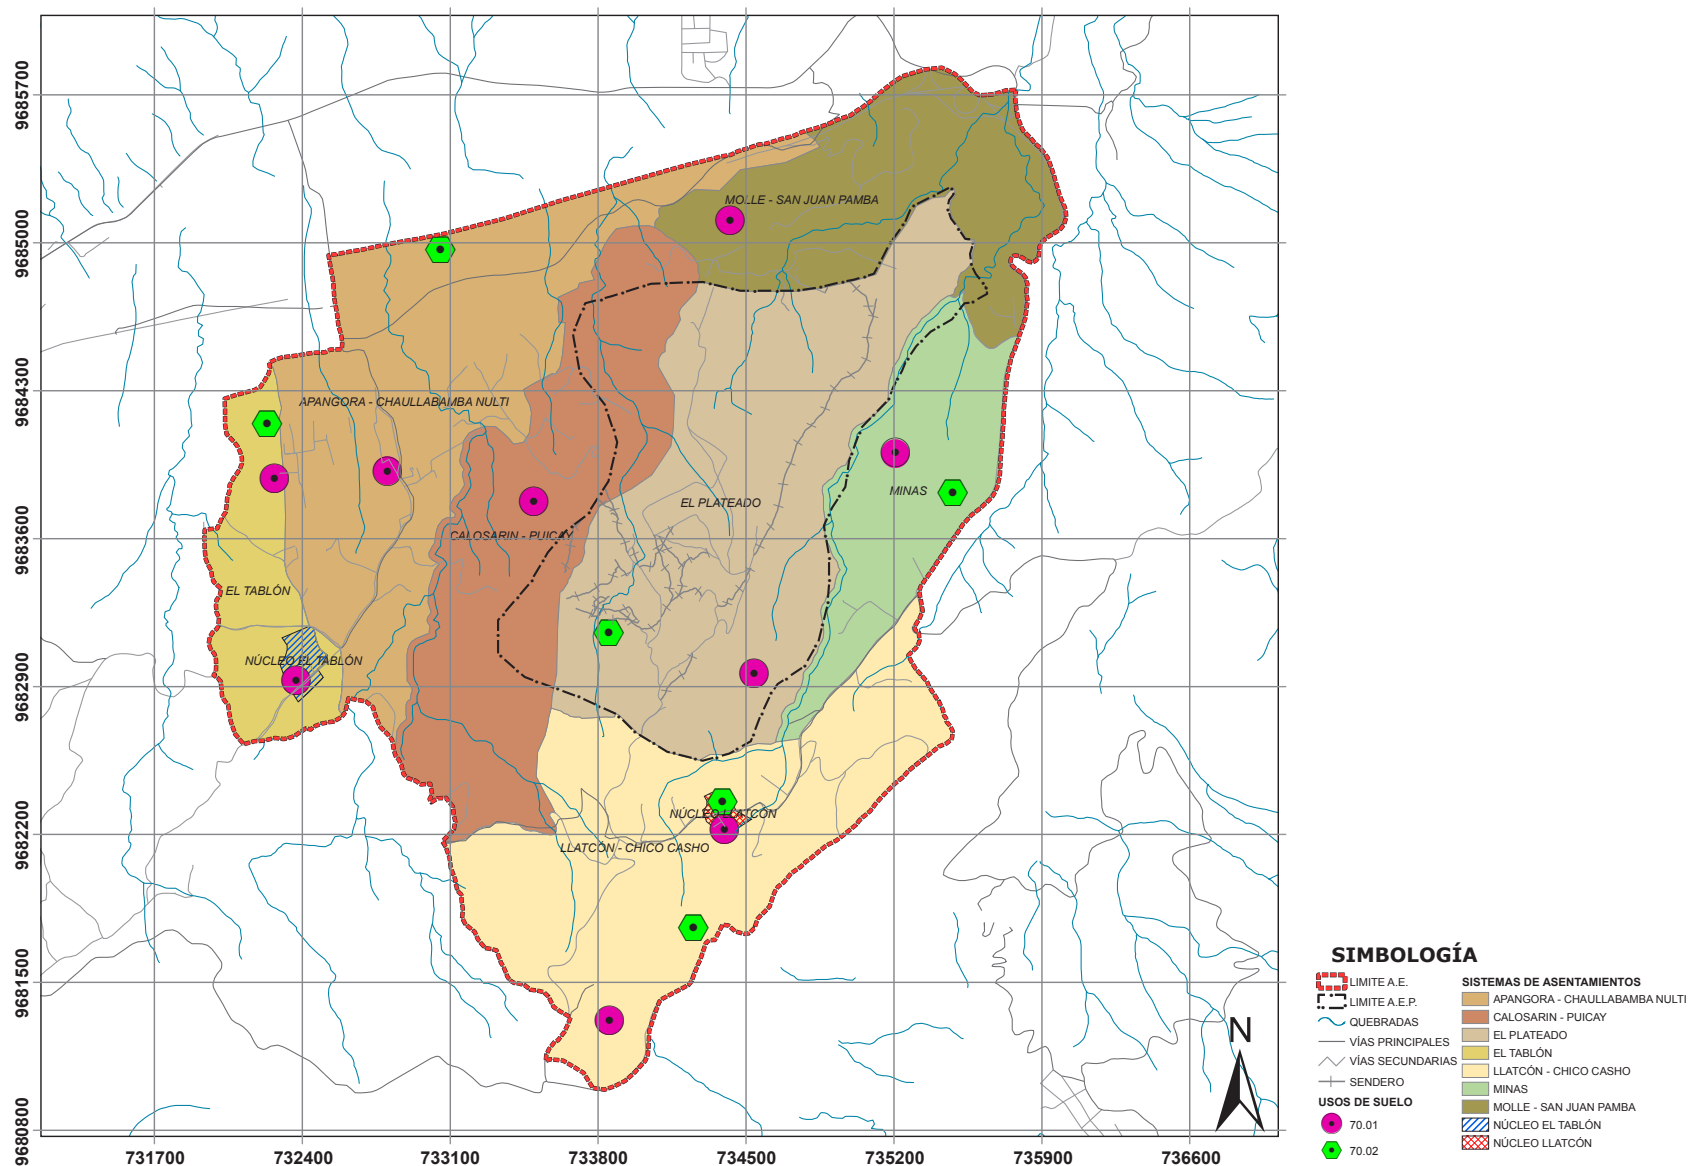 9685700
9685000
9684300
9683600
9682900
9682200
9681500
9680800
MOLLE - SAN JUAN PAMBA
APANGORA - CHAULLABAMBA NULTI
MINAS
EL PLATEADO
CALOSARIN - PUICAY
EL TABLÓN
NÚCLEO EL TABLÓN
NÚCLEO LLATCÓN
LLATCÓN - CHICO CASHO
731700
732400
733100
733800
734500
735200
735900
736600
N
SIMBOLOGÍA
LIMITE A.E.
LIMITE A.E.P.
QUEBRADAS
VÍAS PRINCIPALES
VÍAS SECUNDARIAS
SENDERO
USOS DE SUELO
70.01
70.02
SISTEMAS DE ASENTAMIENTOS
APANGORA - CHAULLABAMBA NULTI
CALOSARIN - PUICAY
EL PLATEADO
EL TABLÓN
LLATCÓN - CHICO CASHO
MINAS
MOLLE - SAN JUAN PAMBA
NÚCLEO EL TABLÓN
NÚCLEO LLATCÓN